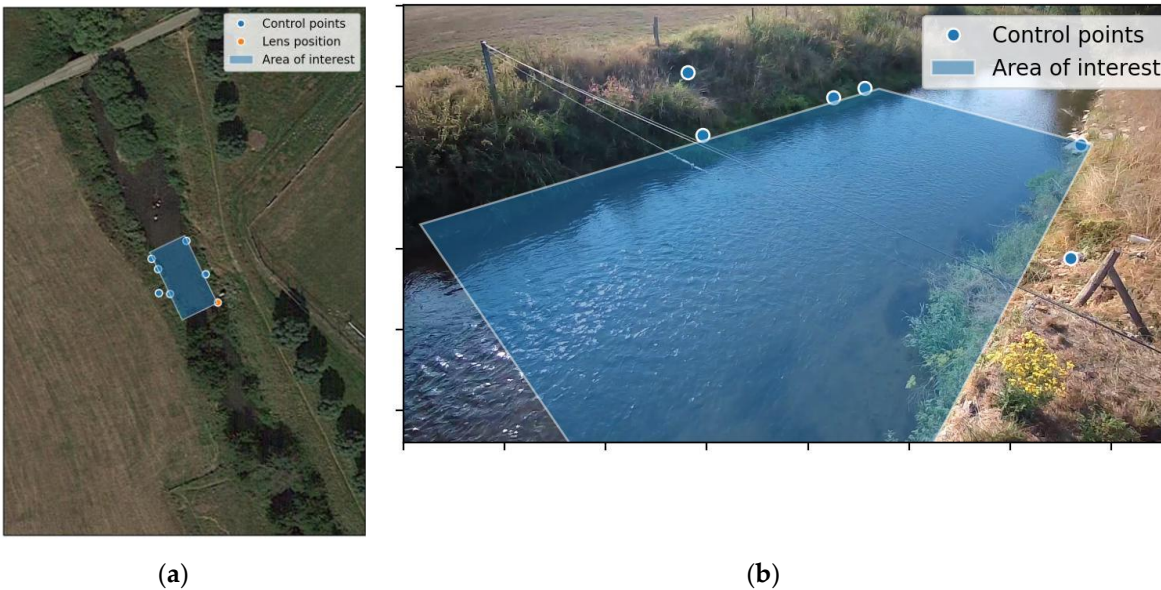 Control points
Lens position
Area of interest
Control points
Area of interest
(a)
(b)